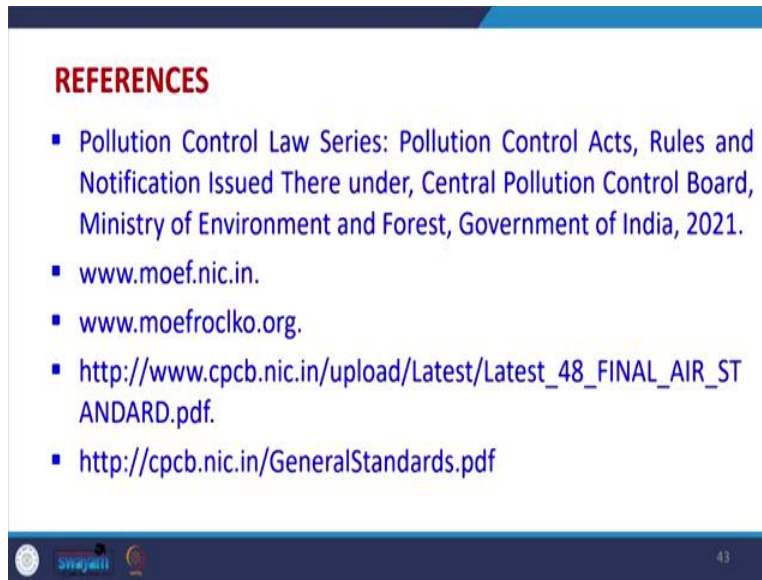 REFERENCES
▪ Pollution Control Law Series: Pollution Control Acts, Rules and
Notification Issued There under, Central Pollution Control Board,
Ministry of Environment and Forest, Government of India, 2021.
▪ www.moef.nic.in.
▪ www.moefroclko.org.
▪ http://www.cpcb.nic.in/upload/Latest/Latest_48_FINAL_AIR_ST
ANDARD.pdf.
▪ http://cpcb.nic.in/GeneralStandards.pdf
swayam
43